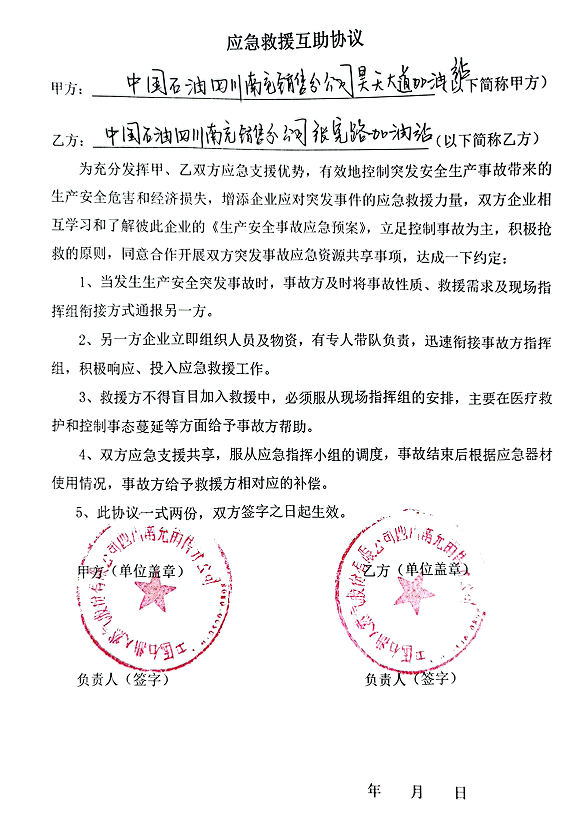 应急救援互助协议
甲方：中国石油四川南充销售分公司昊天大道加油站（以下简称甲方）
乙方：中国石油四川南充销售分公司张宪路加油站（以下简称乙方）
为充分发挥甲、乙双方应急支援优势，有效地控制突发安全生产事故带来的
生产安全危害和经济损失，增添企业应对突发事件的应急救援力量，双方企业相
互学习和了解彼此企业的《生产安全事故应急预案》，立足控制事故为主，积极抢
救的原则，同意合作开展双方突发事故应急资源共享事项，达成一下约定：
1、当发生生产安全突发事故时，事故方及时将事故性质、救援需求及现场指
挥组衔接方式通报另一方。
2、另一方企业立即组织人员及物资，有专人带队负责，迅速衔接事故方指挥
组，积极响应、投入应急救援工作。
3、救援方不得盲目加入救援中，必须服从现场指挥组的安排，主要在医疗救
护和控制事态蔓延等方面给予事故方帮助。
4、双方应急支援共享，服从应急指挥小组的调度，事故结束后根据应急器材
使用情况，事故方给予救援方相对应的补偿。
5、此协议一式两份，双方签字之日起生效。
甲方（单位盖章） 乙方（单位盖章）
负责人（签字） 负责人（签字）
年 月 日